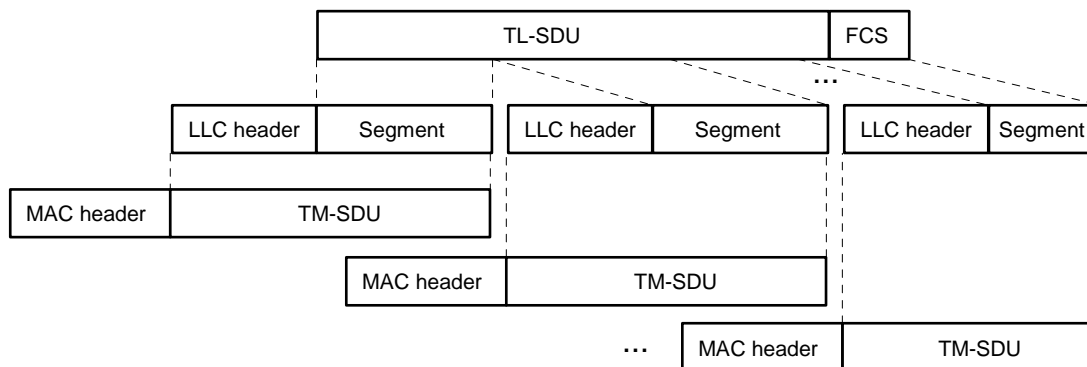 TL-SDU FCS
...
LLC header Segment LLC header Segment LLC header Segment
MAC header TM-SDU
MAC header TM-SDU
... MAC header TM-SDU